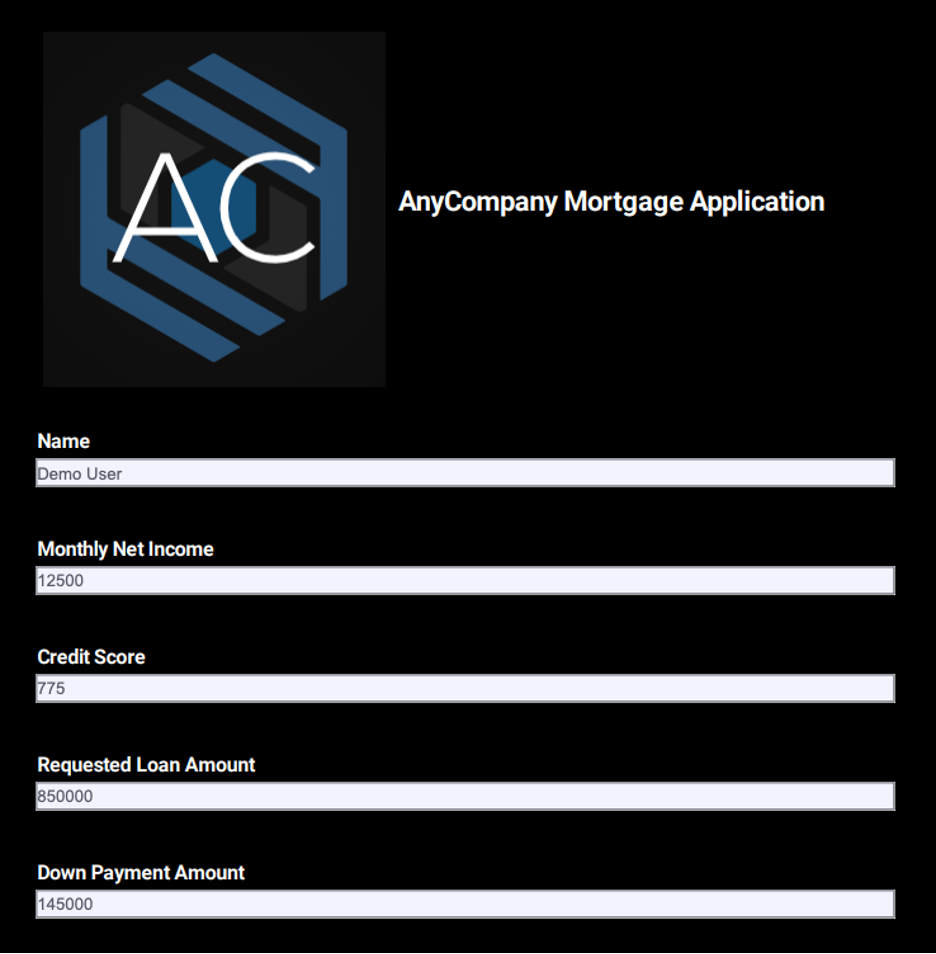 AC
AnyCompany Mortgage Application
Name
Demo User
Monthly Net Income
12500
Credit Score
775
Requested Loan Amount
850000
Down Payment Amount
145000